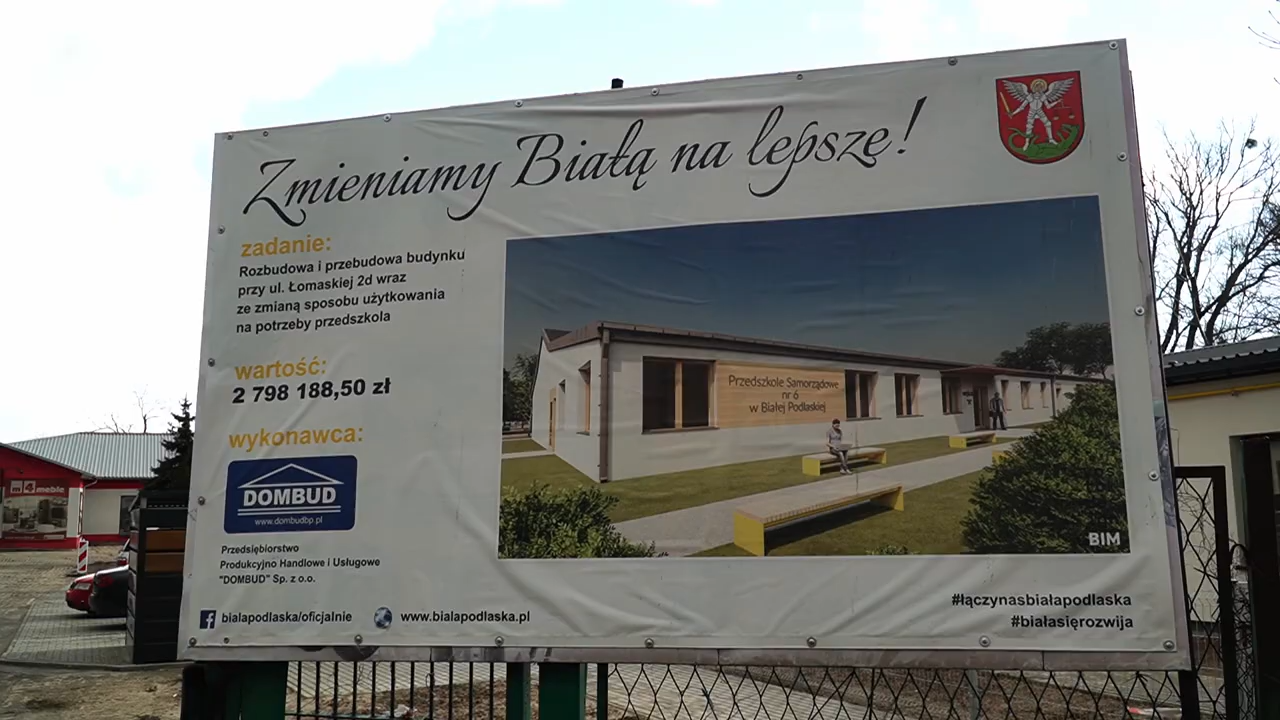 Zmieniamy Białą na lepsze!
zadanie:
Rozbudowa i przebudowa budynku
przy ul. Łomaskiej 2d wraz
ze zmianą sposobu użytkowania
na potrzeby przedszkola
wartość:
2 798 188,50 zł
wykonawca:
DOMBUD
www.dombudbp.pl
Przedsiębiorstwo
Produkcyjno Handlowe i Usługowe
"DOMBUD" Sp. z o.o.
bialapodlaska/oficjalnie
www.bialapodlaska.pl
Przedszkole Samorządowe
nr 6
w Białej Podlaskiej
BIM
#łączynasbiałapodlaska
#białasięrozwija
m4meble